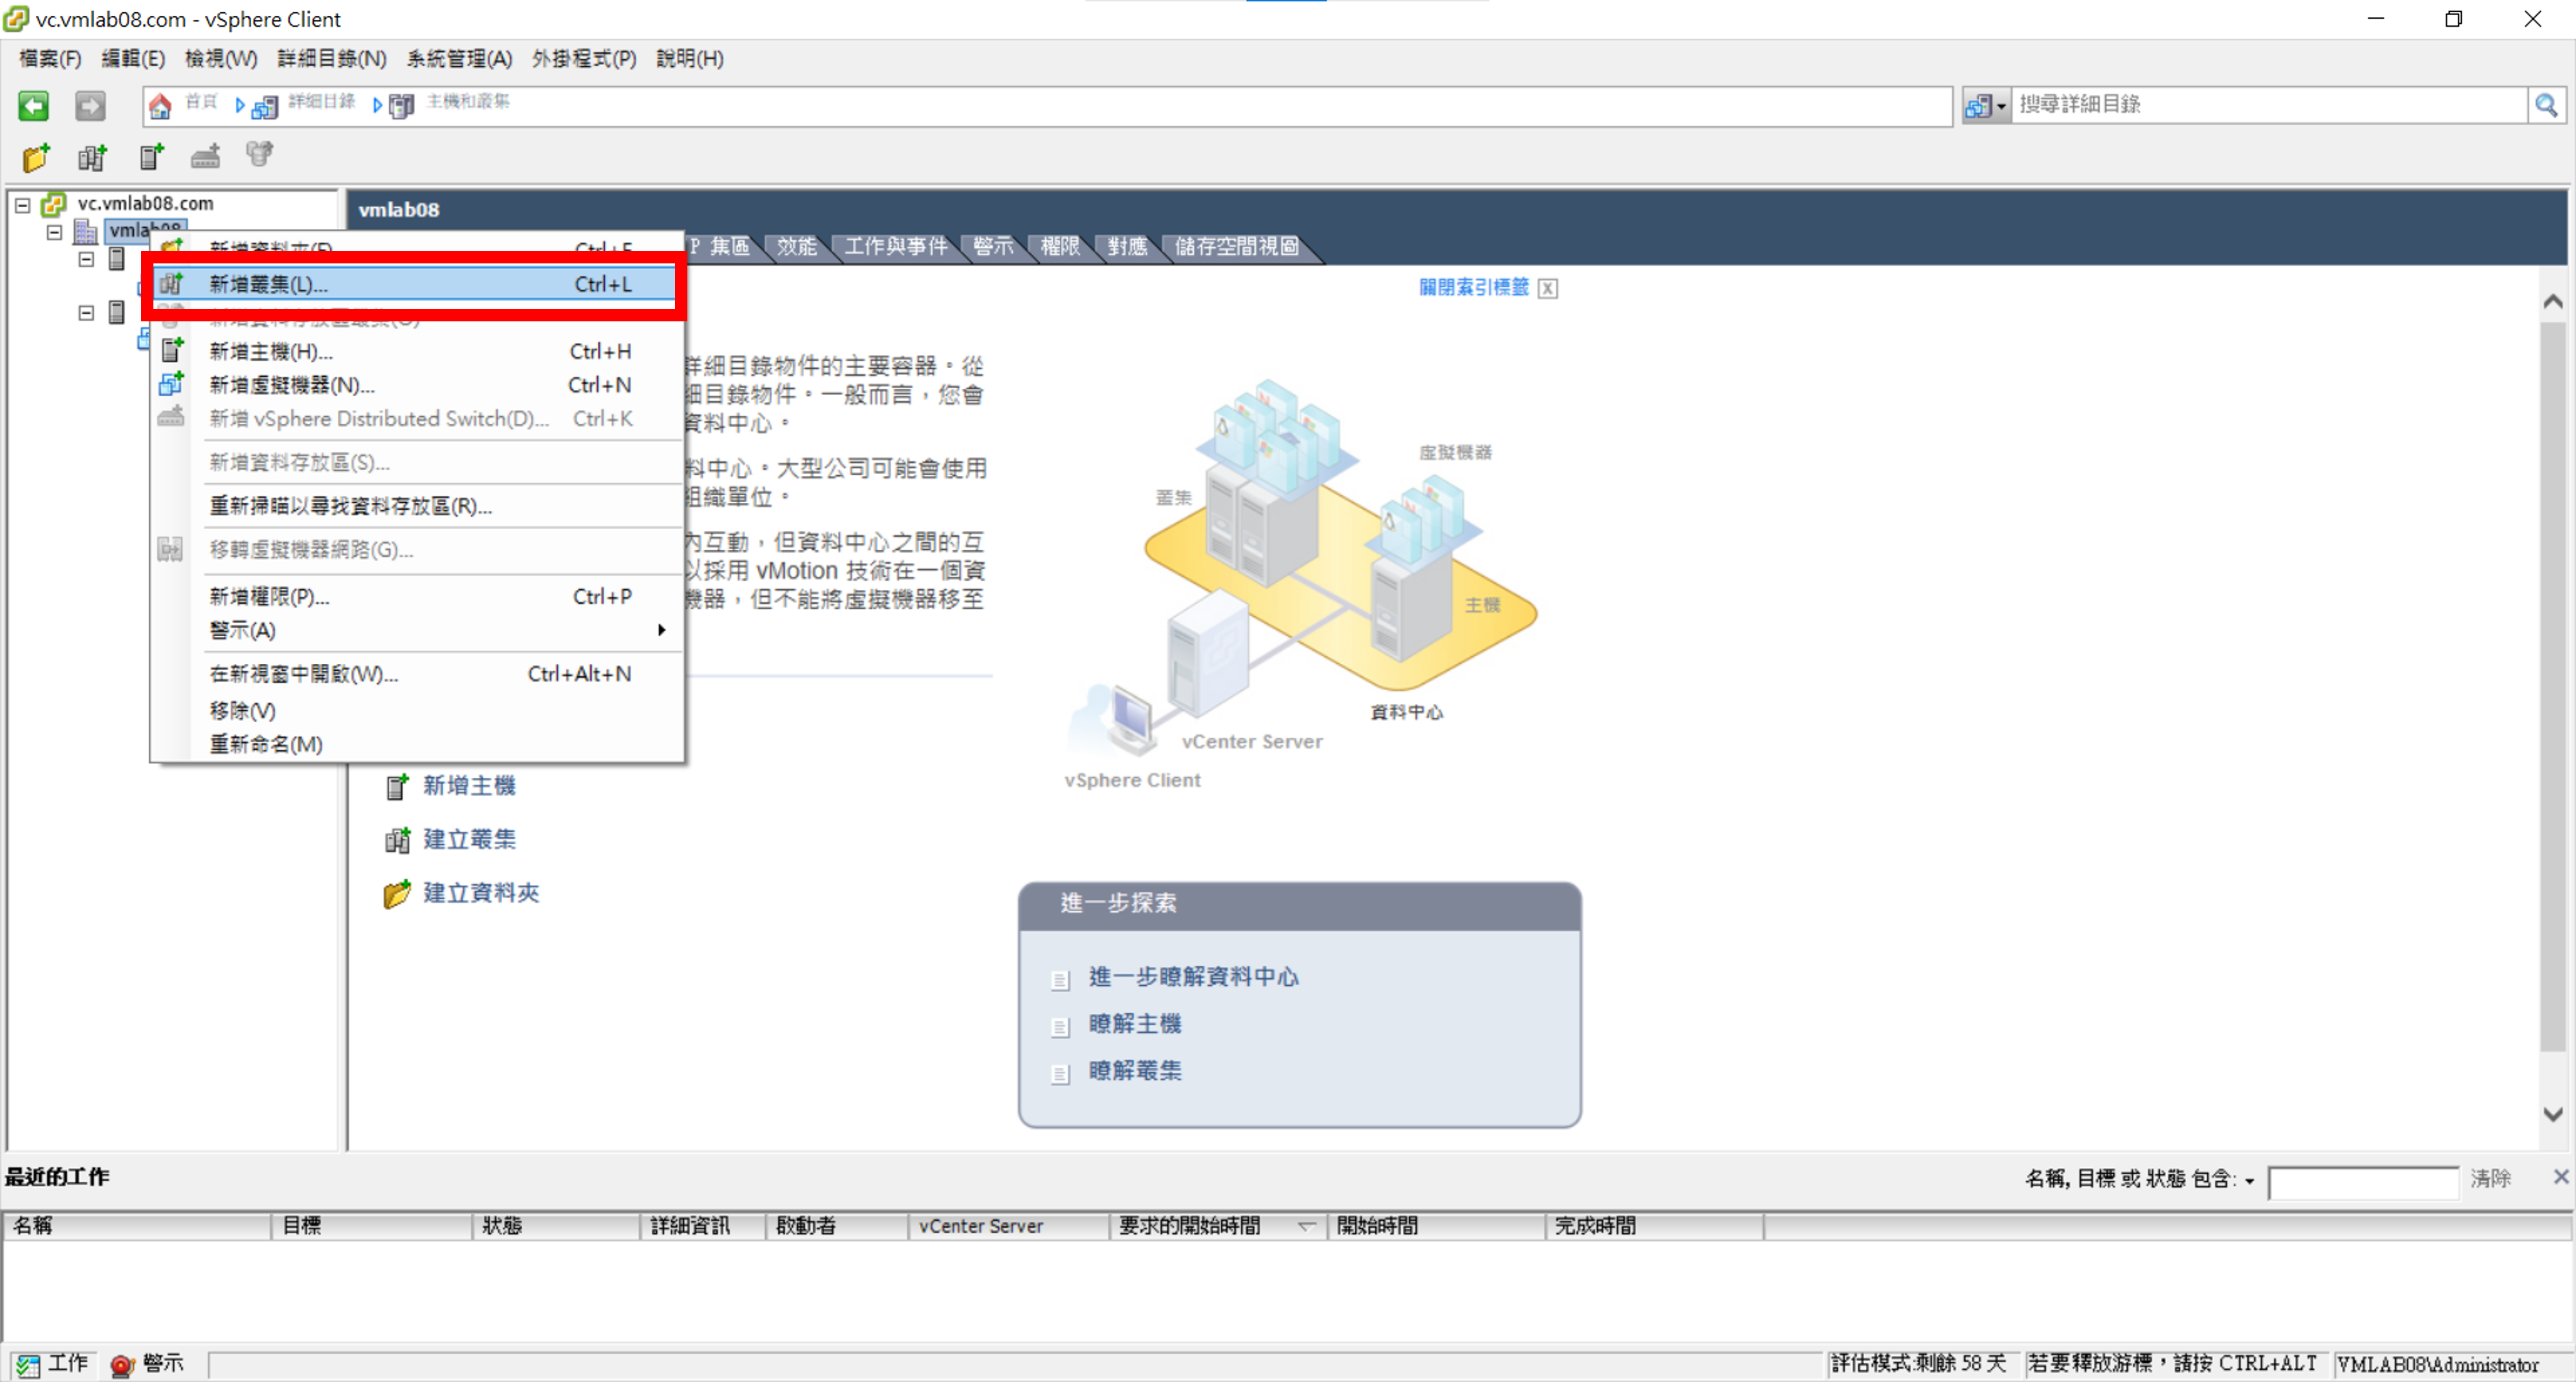 vc.vmlab08.com - vSphere Client
檔案(F) 編輯(E) 檢視(W) 詳細目錄(N) 系統管理(A) 外掛程式(P) 說明(H)
首頁 詳細目錄 主機和叢集 搜尋詳細目錄
vc.vmlab08.com
vmlab08
vmlab08
P 集區 效能 工作與事件 警示 權限 對應 儲存空間視圖
新增資料夾(F) Ctrl+F
新增叢集(L)... Ctrl+L
新增資料存放區叢集(O)
新增主機(H)... Ctrl+H
新增虛擬機器(N)... Ctrl+N
新增 vSphere Distributed Switch(D)... Ctrl+K
新增資料存放區(S)...
重新掃瞄以尋找資料存放區(R)...
移轉虛擬機器網路(G)...
新增權限(P)... Ctrl+P
警示(A)
在新視窗中開啟(W)... Ctrl+Alt+N
移除(V)
重新命名(M)
關閉索引標籤 X
詳細目錄物件的主要容器。從
細目錄物件。一般而言，您會
資料中心。
料中心。大型公司可能會使用
組織單位。
內互動，但資料中心之間的互
以採用 vMotion 技術在一個資
機器，但不能將虛擬機器移至
虛擬機器
叢集
主機
資料中心
vCenter Server
vSphere Client
新增主機
建立叢集
建立資料夾
進一步探索
進一步瞭解資料中心
瞭解主機
瞭解叢集
最近的工作 名稱, 目標 或 狀態 包含: 清除
名稱 目標 狀態 詳細資訊 啟動者 vCenter Server 要求的開始時間 開始時間 完成時間
工作 警示 評估模式:剩餘 58 天 若要釋放游標，請按 CTRL+ALT VMLAB08\Administrator